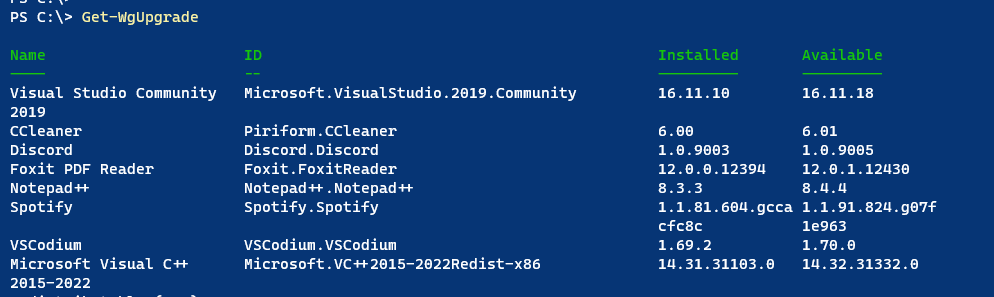 PS C:\>
PS C:\> Get-WgUpgrade
Name ID Installed Available
---- -- --------- ---------
Visual Studio Community Microsoft.VisualStudio.2019.Community 16.11.10 16.11.18
2019
CCleaner Piriform.CCleaner 6.00 6.01
Discord Discord.Discord 1.0.9003 1.0.9005
Foxit PDF Reader Foxit.FoxitReader 12.0.0.12394 12.0.1.12430
Notepad++ Notepad++.Notepad++ 8.3.3 8.4.4
Spotify Spotify.Spotify 1.1.81.604.gcca 1.1.91.824.g07f
cfc8c 1e963
VSCodium VSCodium.VSCodium 1.69.2 1.70.0
Microsoft Visual C++ Microsoft.VC++2015-2022Redist-x86 14.31.31103.0 14.32.31332.0
2015-2022